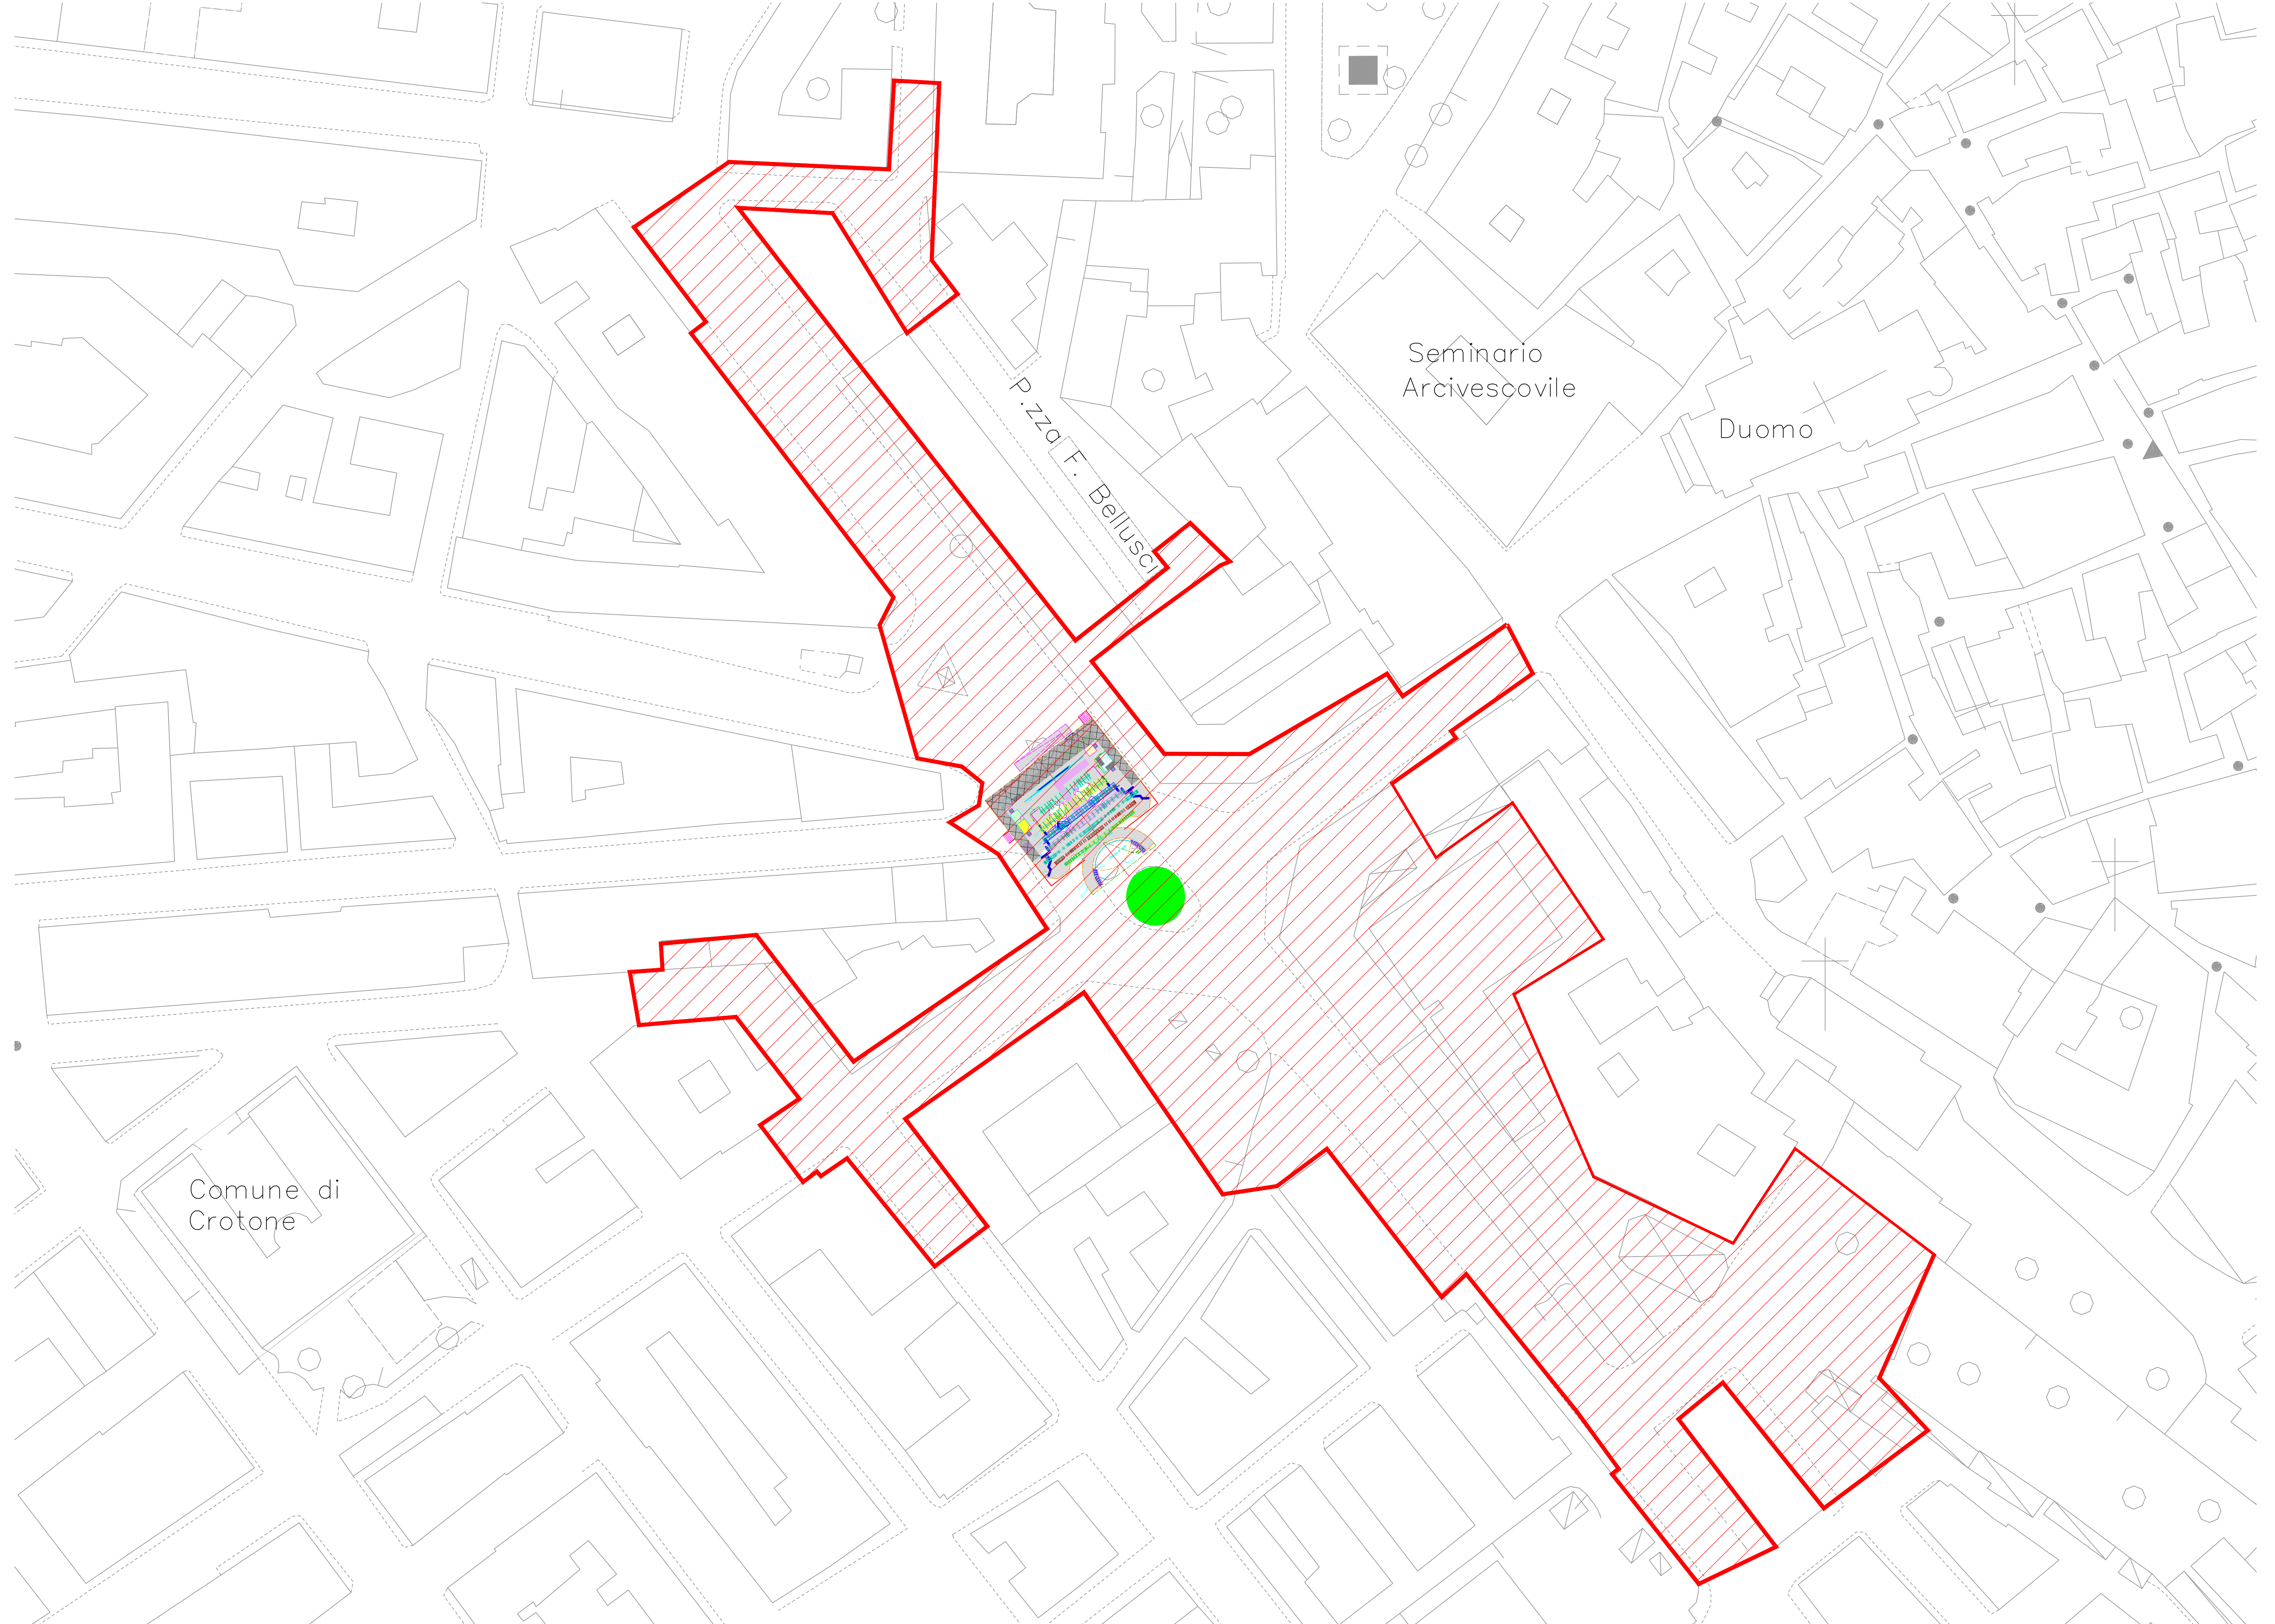 Seminario
Arcivescovile
Duomo
P.zza F. Bellusci
Comune di
Crotone